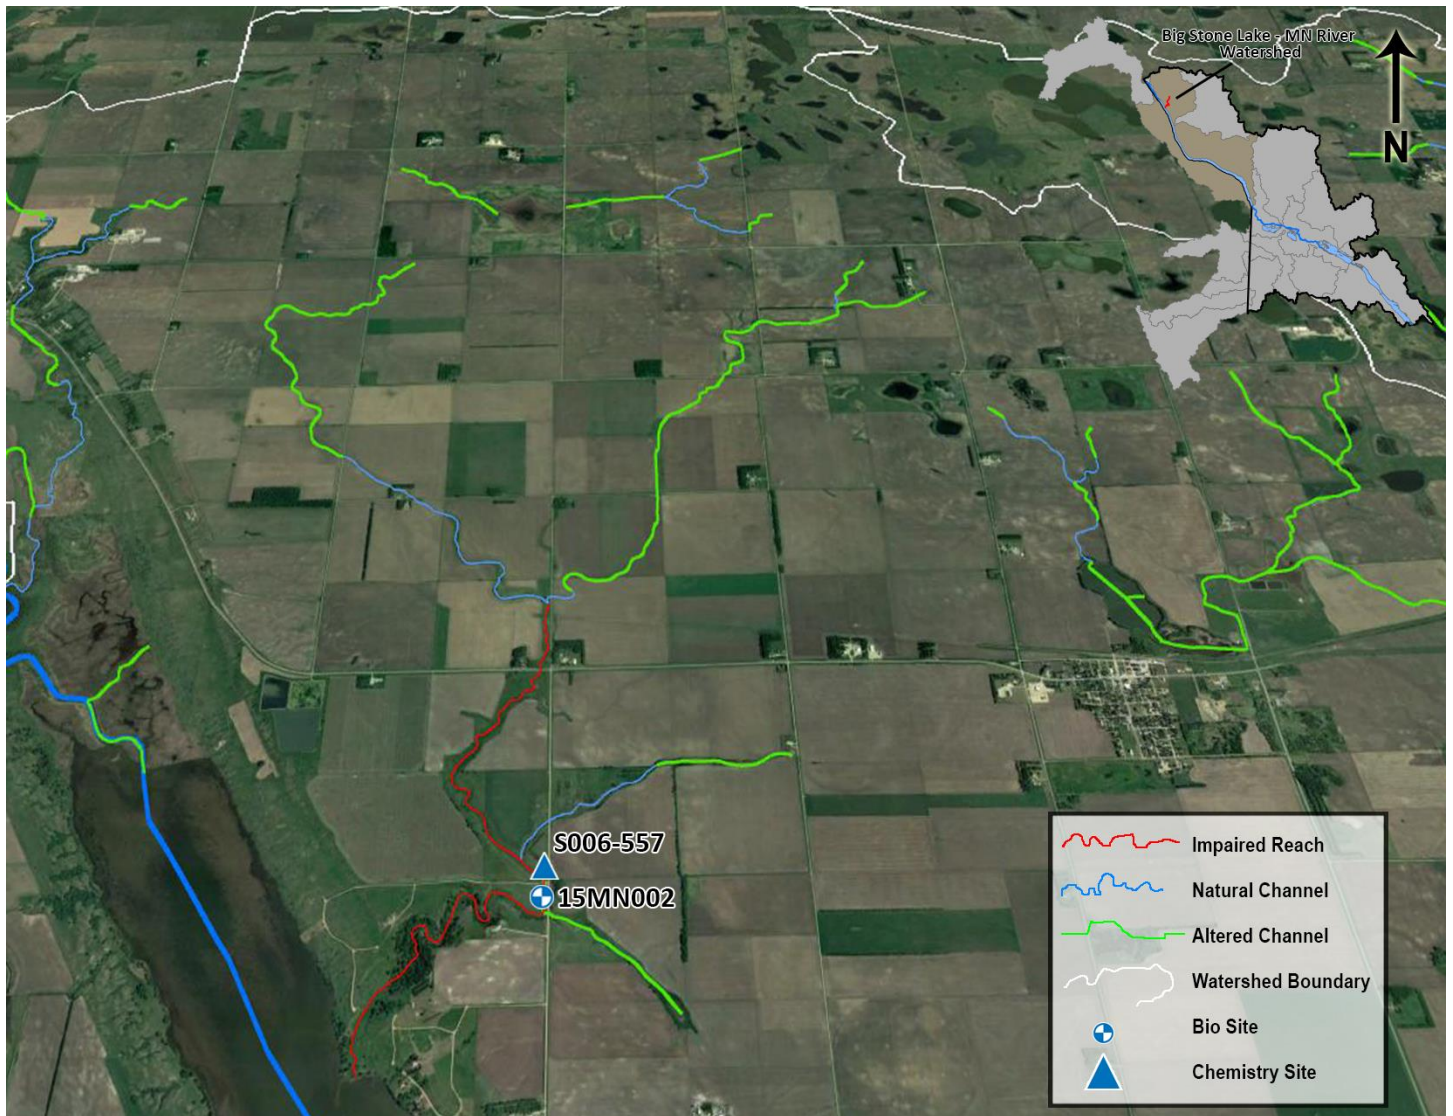 Big Stone Lake - MN River
Watershed
N
S006-557
15MN002
Impaired Reach
Natural Channel
Altered Channel
Watershed Boundary
Bio Site
Chemistry Site